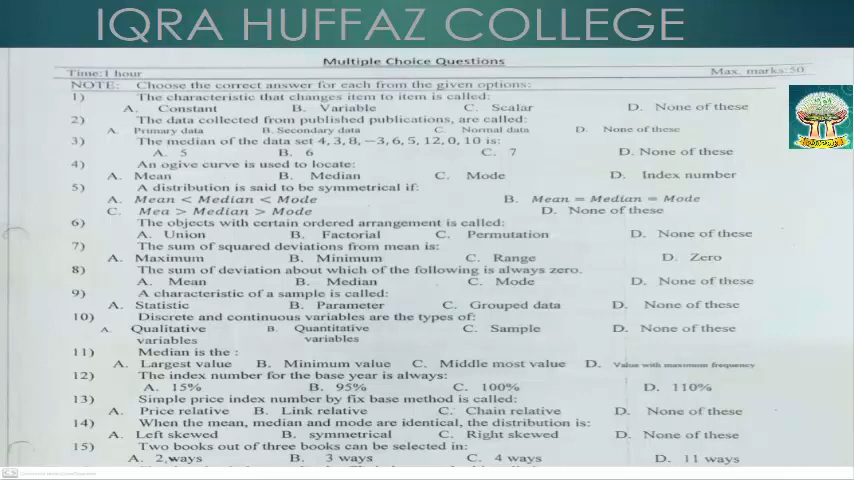 IQRA HUFFAZ COLLEGE
Multiple Choice Questions
Time:1 hour Max. marks:50
NOTE: Choose the correct answer for each from the given options:
1) The characteristic that changes item to item is called:
A. Constant B. Variable C. Scalar D. None of these
2) The data collected from published publications, are called:
A. Primary data B. Secondary data C. Normal data D. None of these
3) The median of the data set 4, 3, 8, −3, 6, 5, 12, 0, 10 is:
A. 5 B. 6 C. 7 D. None of these
4) An ogive curve is used to locate:
A. Mean B. Median C. Mode D. Index number
5) A distribution is said to be symmetrical if:
A. Mean < Median < Mode B. Mean = Median = Mode
C. Mea > Median > Mode D. None of these
6) The objects with certain ordered arrangement is called:
A. Union B. Factorial C. Permutation D. None of these
7) The sum of squared deviations from mean is:
A. Maximum B. Minimum C. Range D. Zero
8) The sum of deviation about which of the following is always zero.
A. Mean B. Median C. Mode D. None of these
9) A characteristic of a sample is called:
A. Statistic B. Parameter C. Grouped data D. None of these
10) Discrete and continuous variables are the types of:
A. Qualitative B. Quantitative C. Sample D. None of these
variables variables
11) Median is the :
A. Largest value B. Minimum value C. Middle most value D. Value with maximum frequency
12) The index number for the base year is always:
A. 15% B. 95% C. 100% D. 110%
13) Simple price index number by fix base method is called:
A. Price relative B. Link relative C. Chain relative D. None of these
14) When the mean, median and mode are identical, the distribution is:
A. Left skewed B. symmetrical C. Right skewed D. None of these
15) Two books out of three books can be selected in:
A. 2 ways B. 3 ways C. 4 ways D. 11 ways
CS